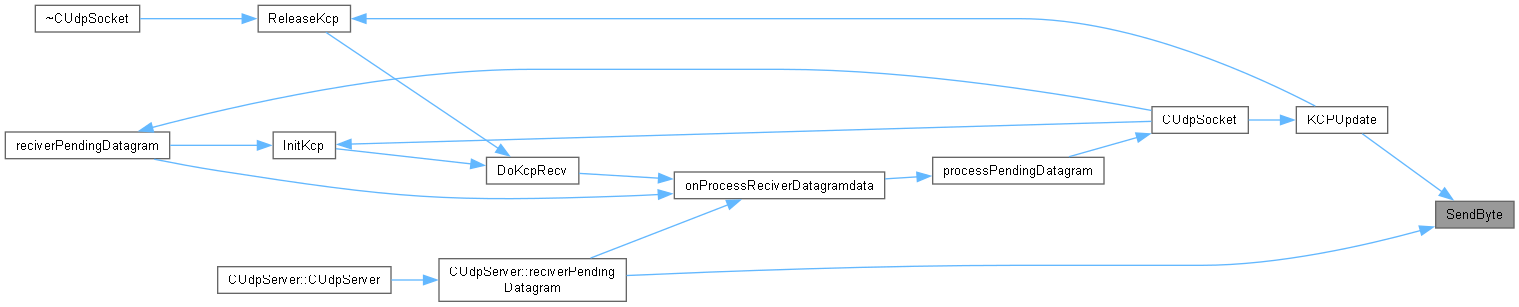 ~CUdpSocket
ReleaseKcp
reciverPendingDatagram
InitKcp
DoKcpRecv
onProcessReciverDatagramdata
processPendingDatagram
CUdpSocket
KCPUpdate
SendByte
CUdpServer::CUdpServer
CUdpServer::reciverPending
Datagram